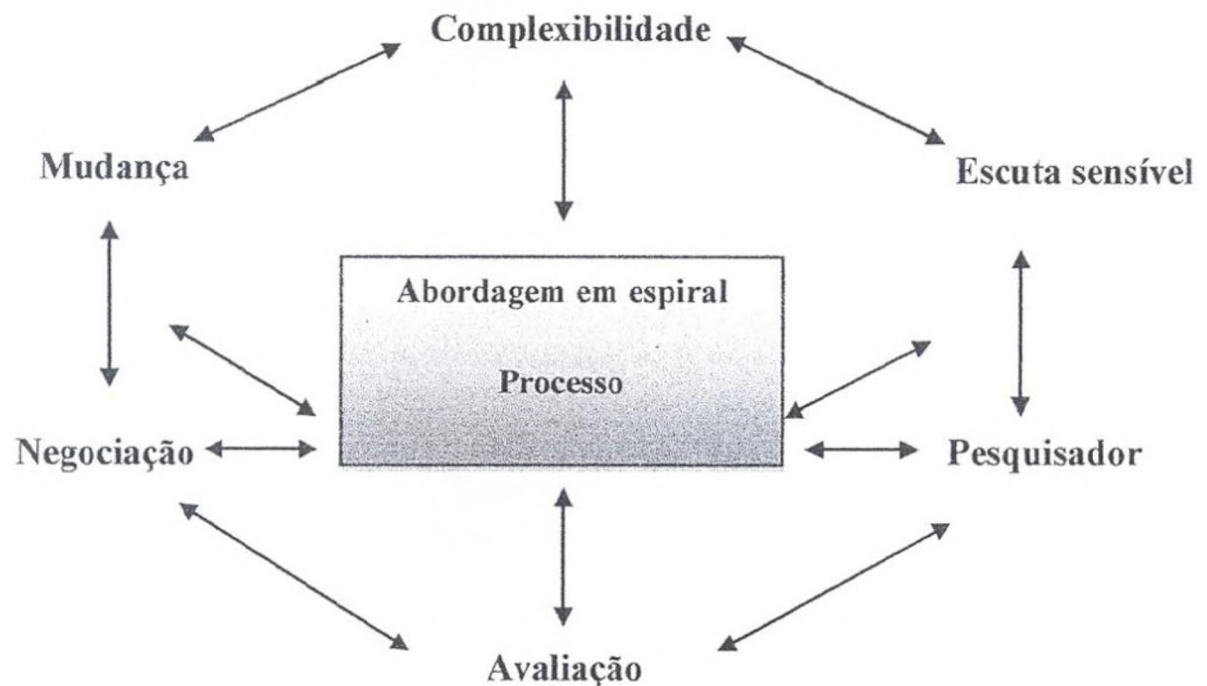 Complexibilidade
Mudança
Escuta sensível
Abordagem em espiral
Processo
Negociação
Pesquisador
Avaliação